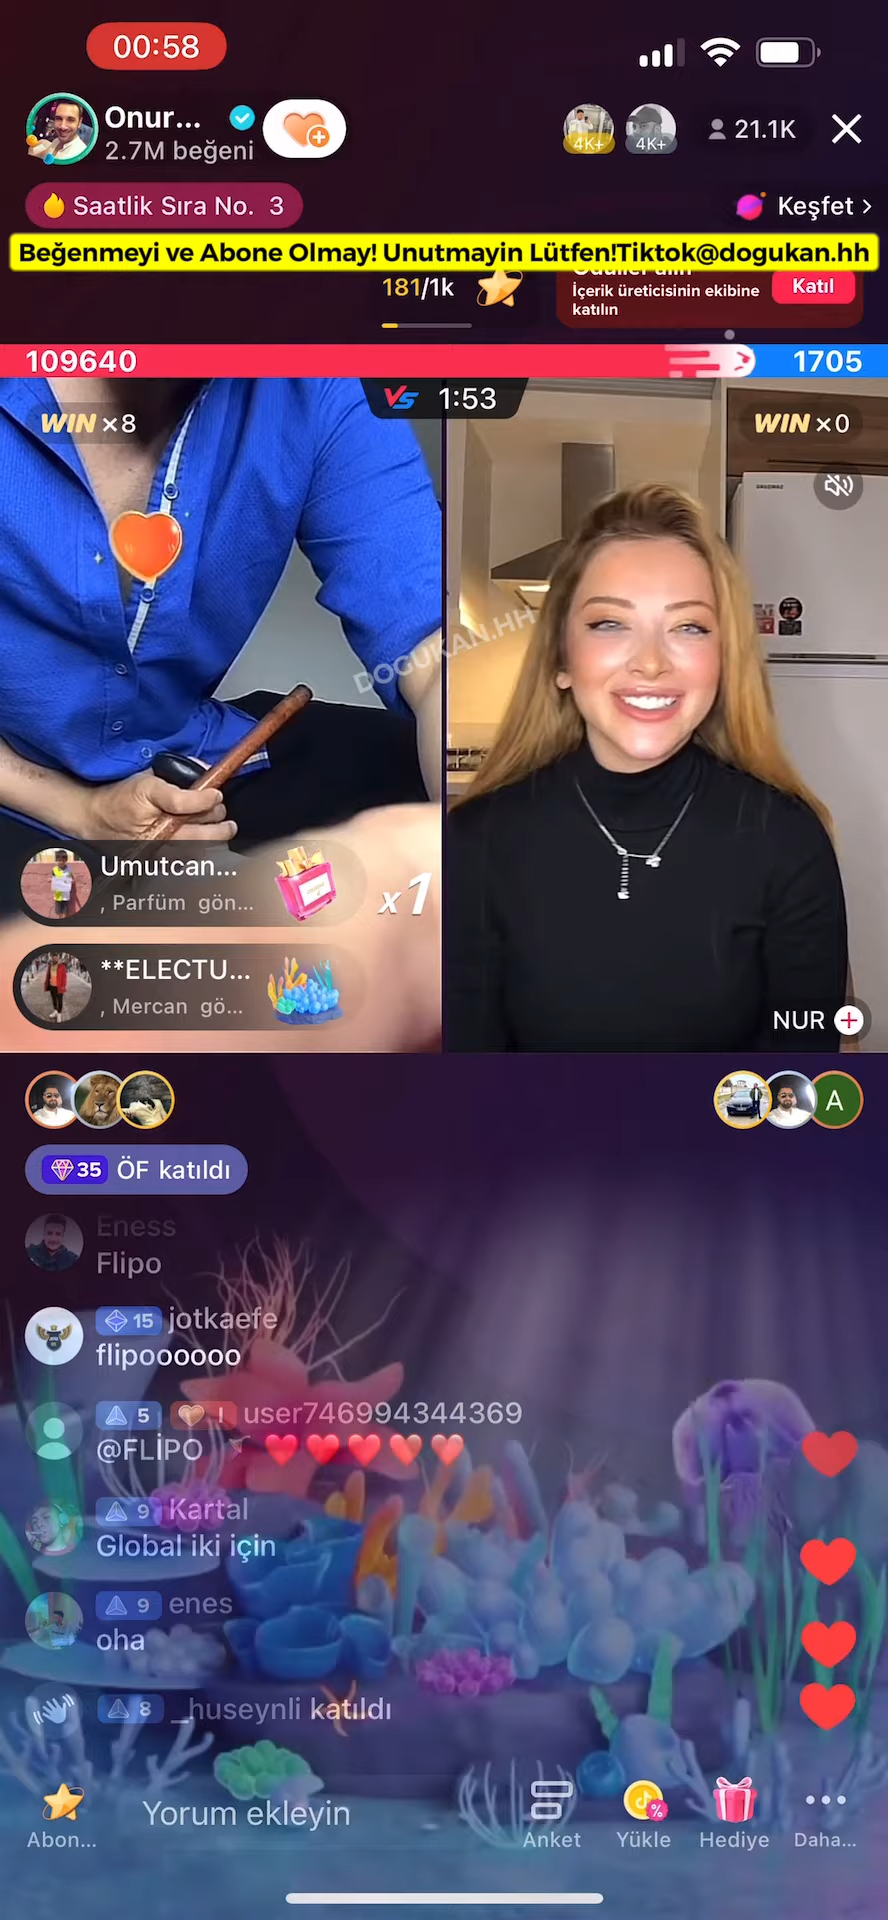 00:58
Onur...
2.7M beğeni
4K+
4K+
21.1K
Saatlik Sıra No. 3
Keşfet >
Beğenmeyi ve Abone Olmay! Unutmayin Lütfen!Tiktok@dogukan.hh
181/1k
Ödüller alın
İçerik üreticisinin ekibine
katılın
Katıl
109640
1705
VS 1:53
WIN ×8
WIN ×0
DOGUKAN.HH
Umutcan...
, Parfüm gön...
x1
**ELECTU...
, Mercan gö...
NUR
A
35 ÖF katıldı
Eness
Flipo
15 jotkaefe
flipoooooo
5 I user746994344369
@FLİPO
9 Kartal
Global iki için
9 enes
oha
8 _huseynli katıldı
Abon...
Yorum ekleyin
Anket
Yükle
Hediye
Daha...